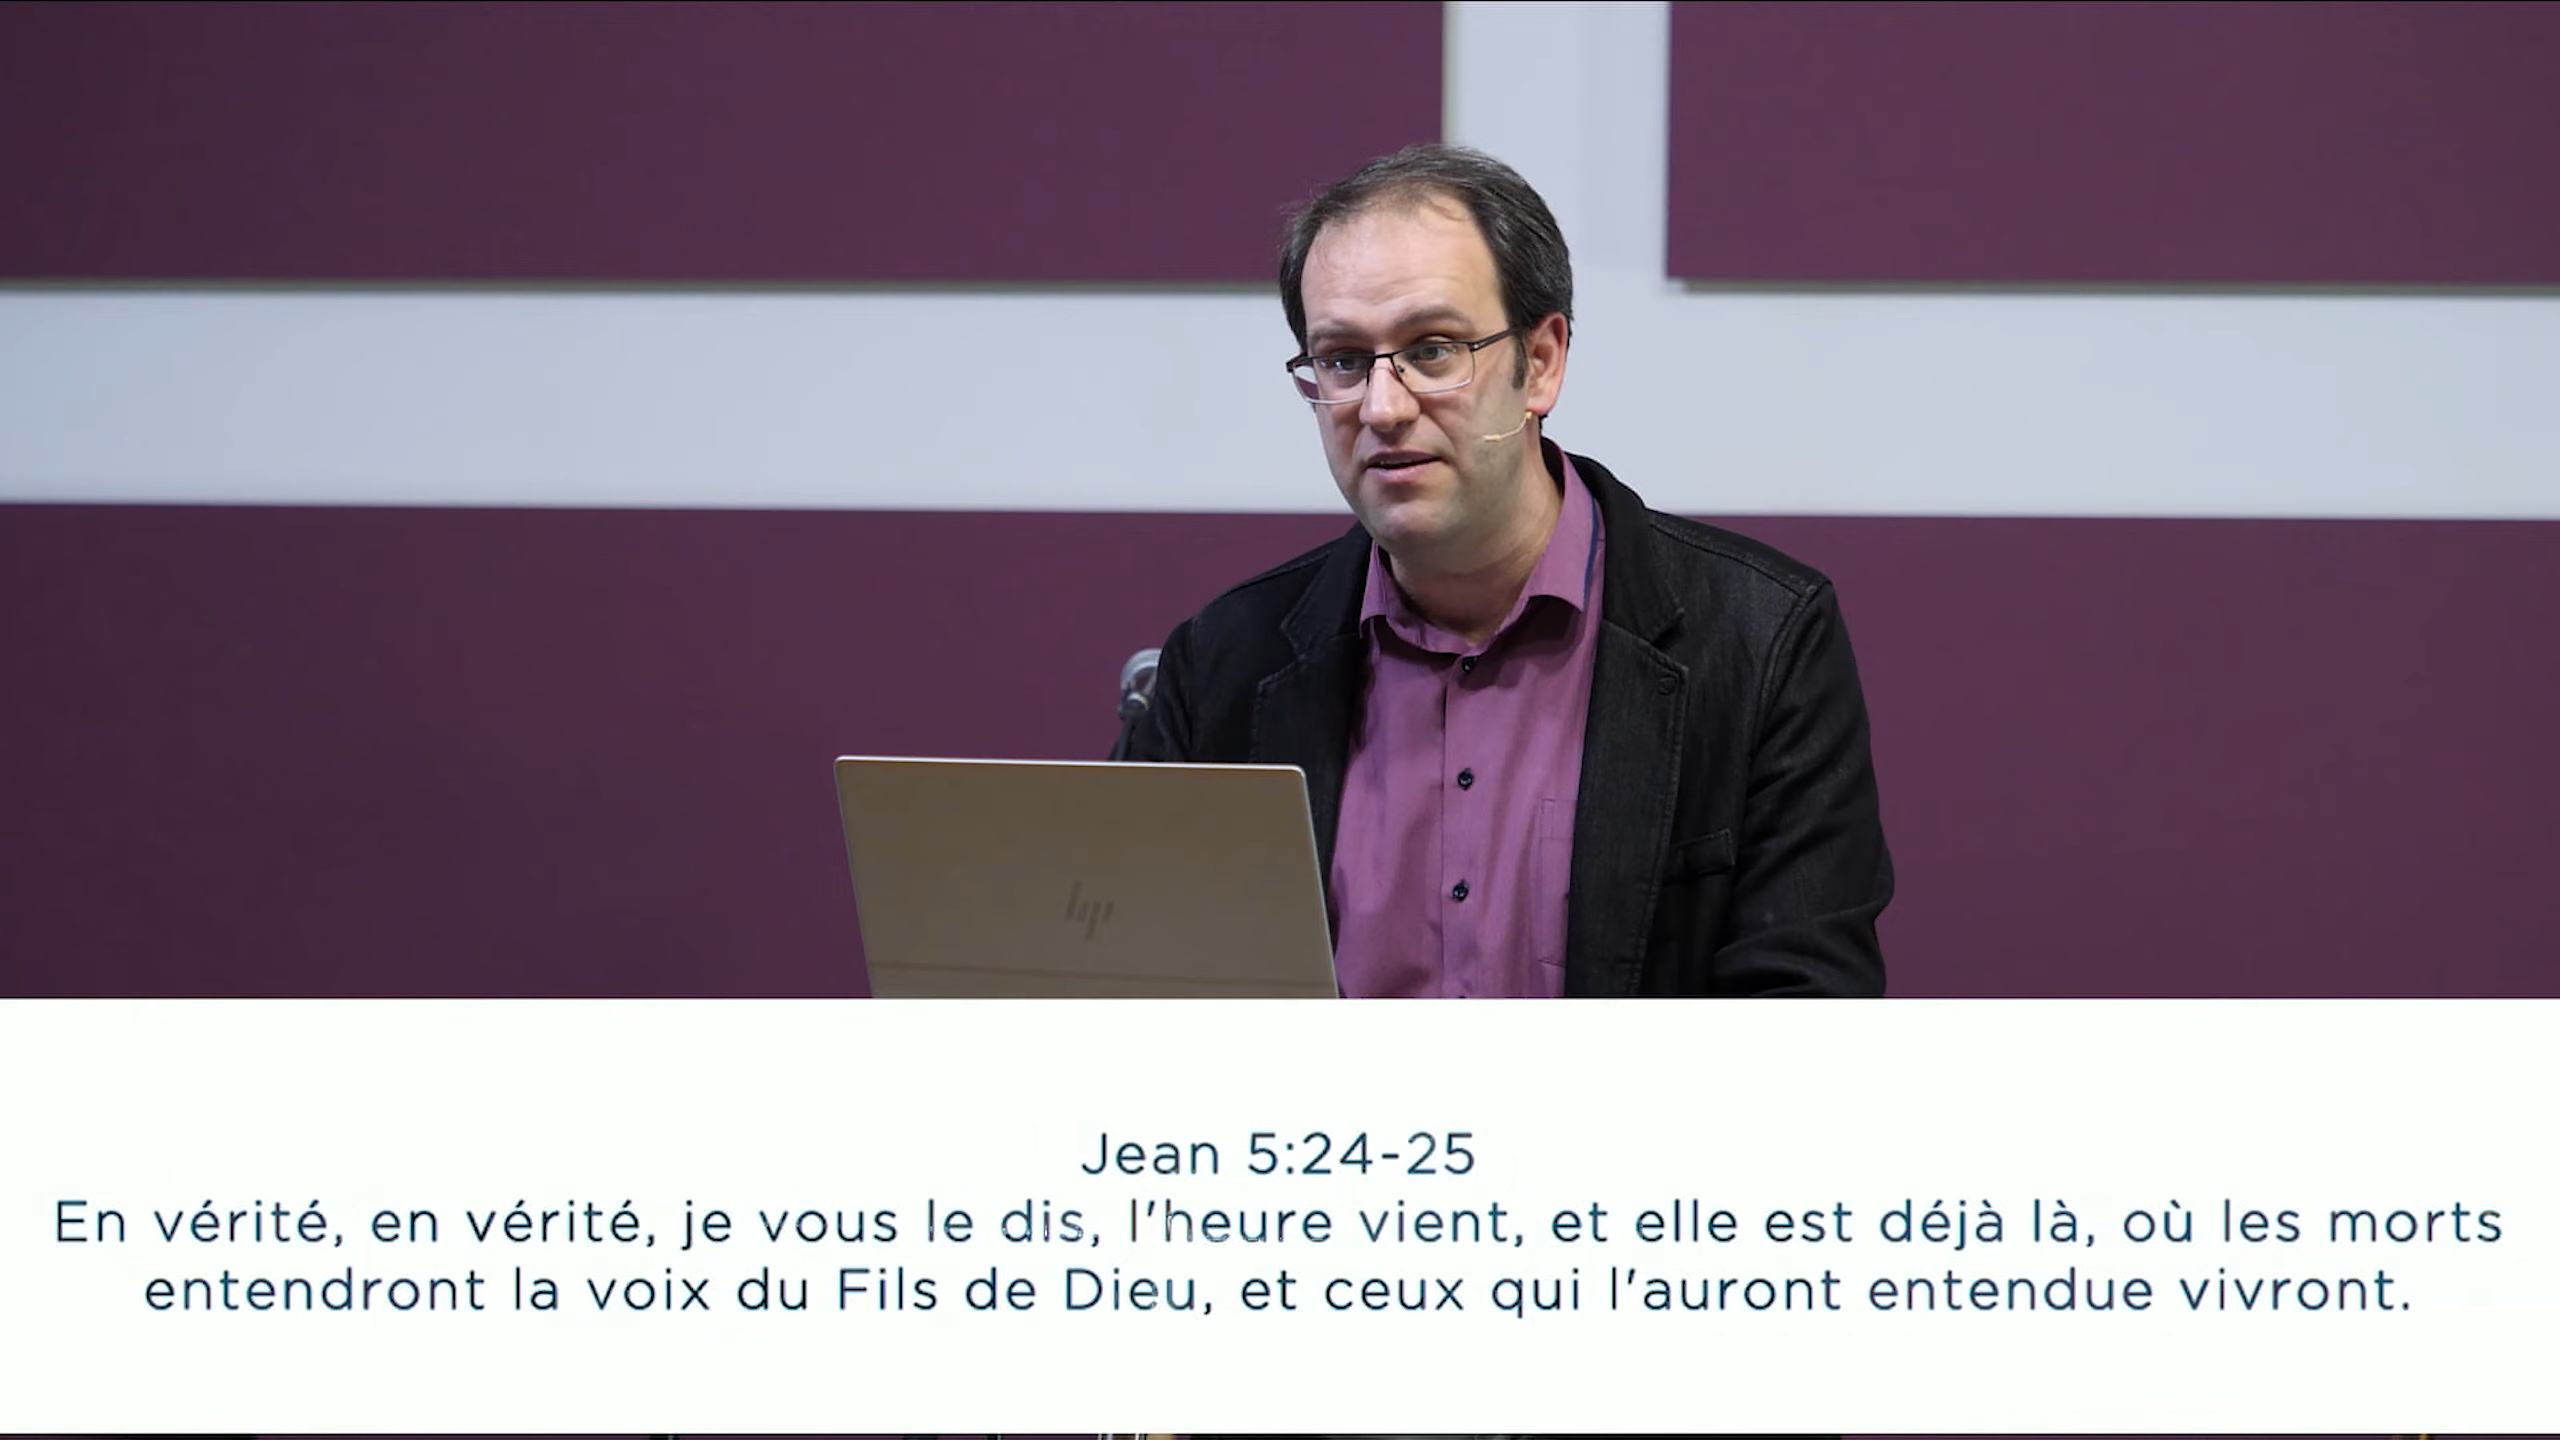 hp
Jean 5:24-25
En vérité, en vérité, je vous le dis, l'heure vient, et elle est déjà là, où les morts
entendront la voix du Fils de Dieu, et ceux qui l'auront entendue vivront.